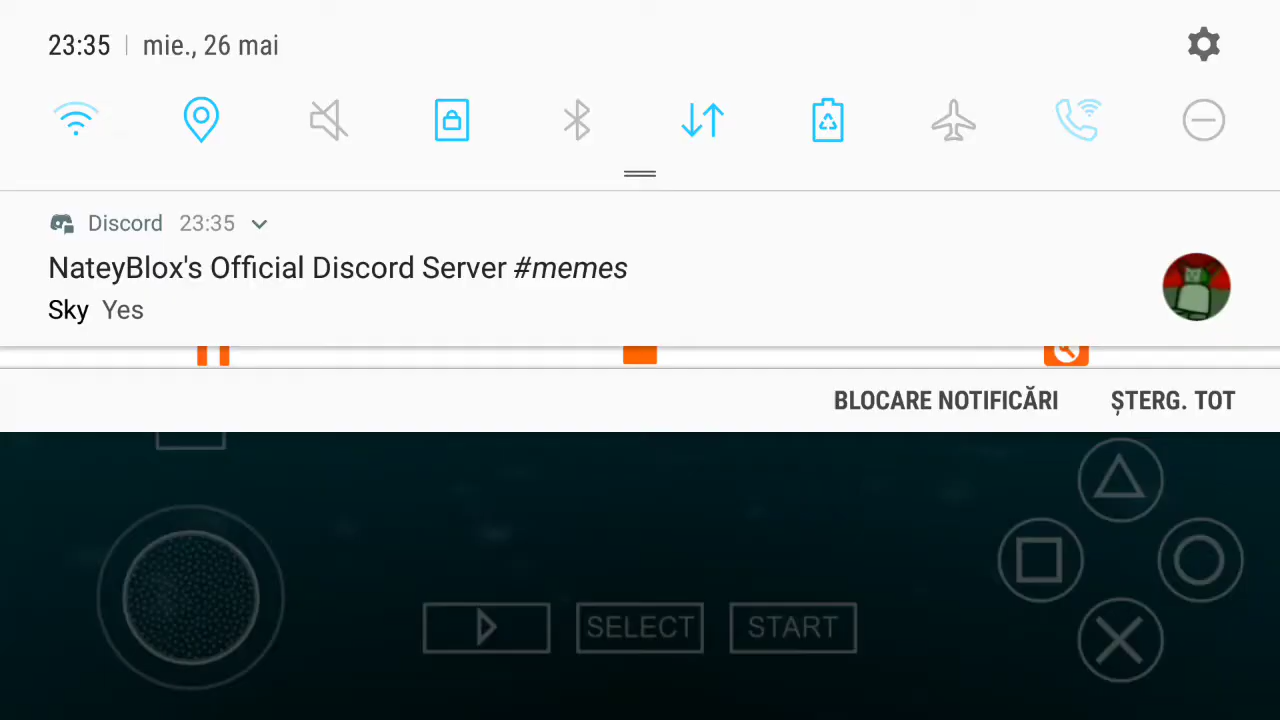 23:35 | mie., 26 mai
Discord 23:35
NateyBlox's Official Discord Server #memes
Sky Yes
BLOCARE NOTIFICĂRI ȘTERG. TOT
SELECT START